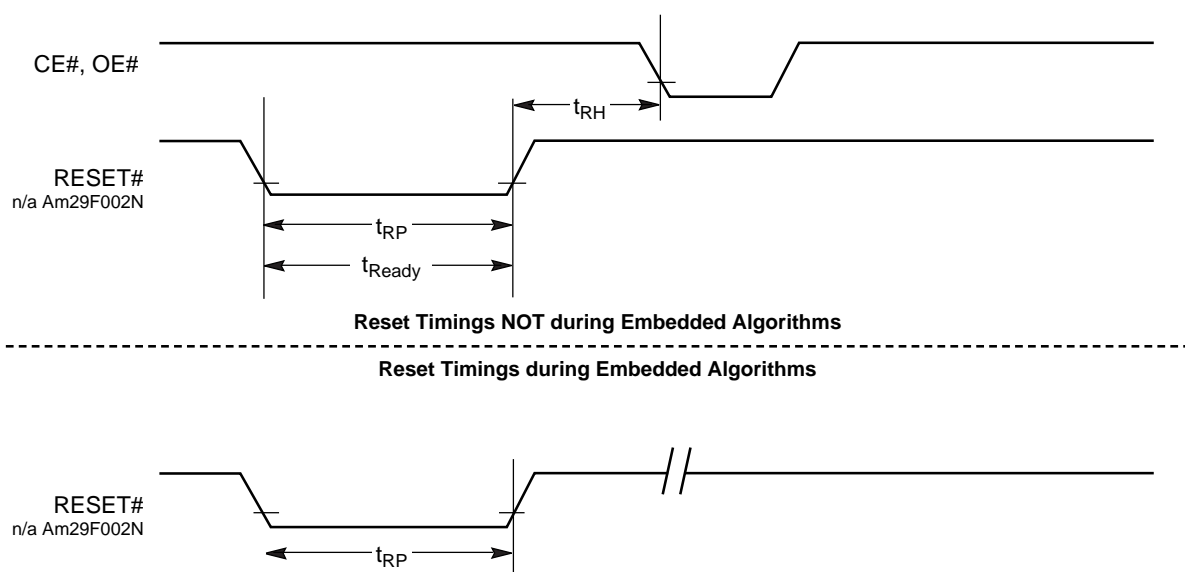 CE#, OE#
tRH
RESET#
n/a Am29F002N
tRP
tReady
Reset Timings NOT during Embedded Algorithms
Reset Timings during Embedded Algorithms
RESET#
n/a Am29F002N
tRP